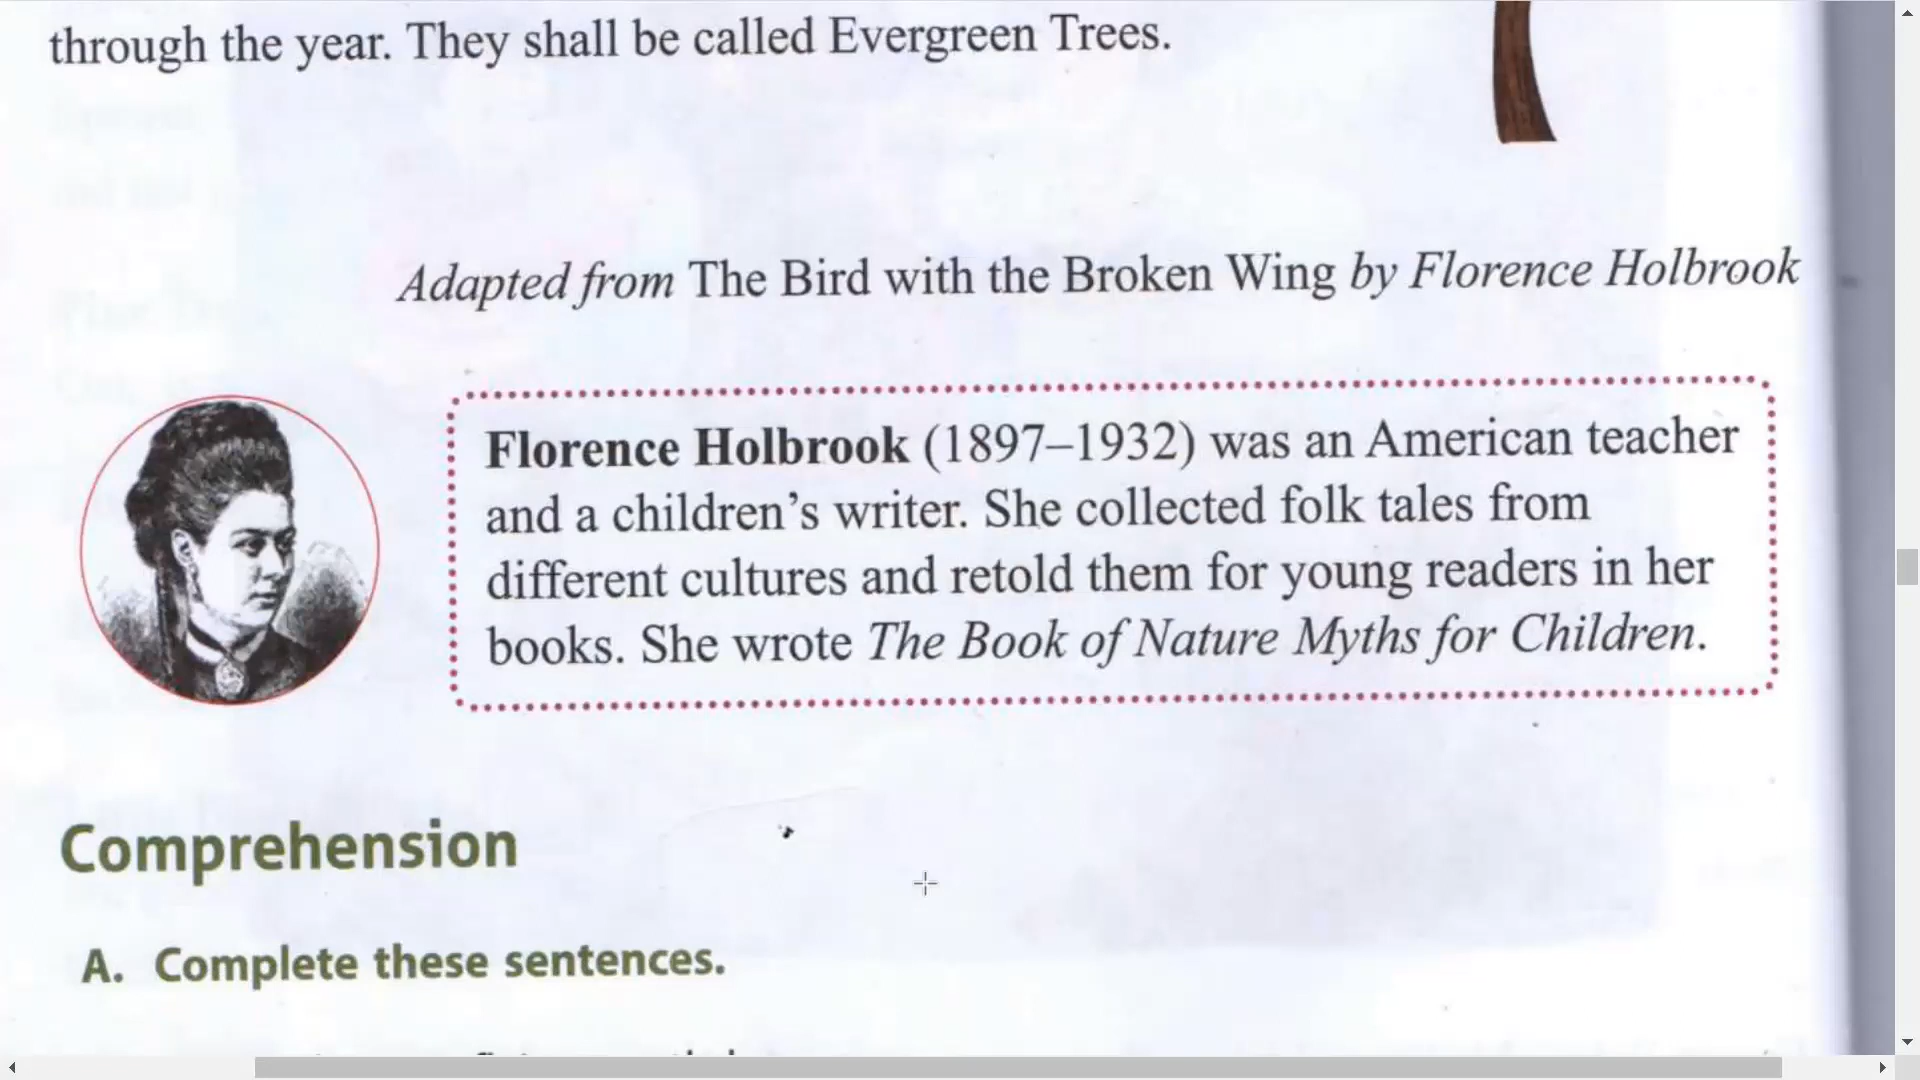 through the year. They shall be called Evergreen Trees.
Adapted from The Bird with the Broken Wing by Florence Holbrook
Florence Holbrook (1897–1932) was an American teacher
and a children’s writer. She collected folk tales from
different cultures and retold them for young readers in her
books. She wrote The Book of Nature Myths for Children.
Comprehension
A. Complete these sentences.